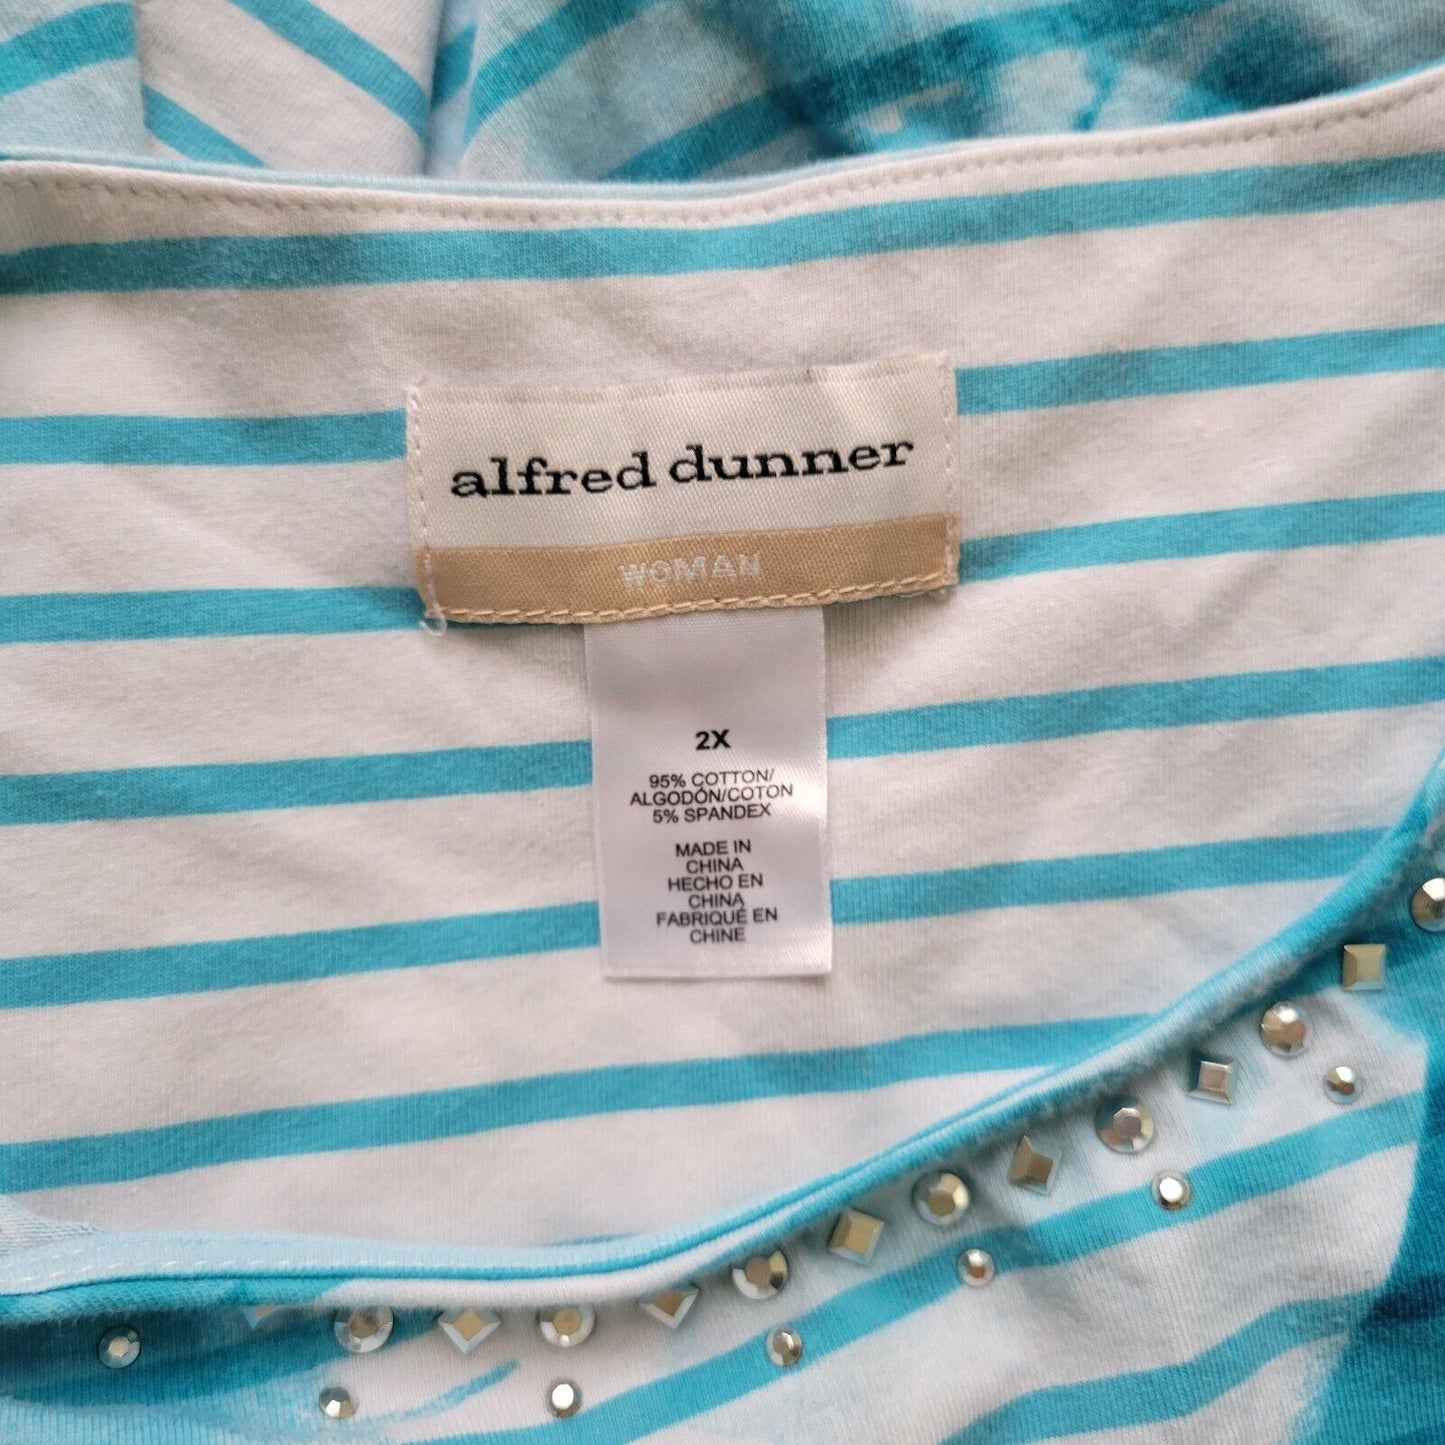 alfred dunner
WOMAN
2X
95% COTTON/
ALGODÓN/COTON
5% SPANDEX
MADE IN
CHINA
HECHO EN
CHINA
FABRIQUÉ EN
CHINE